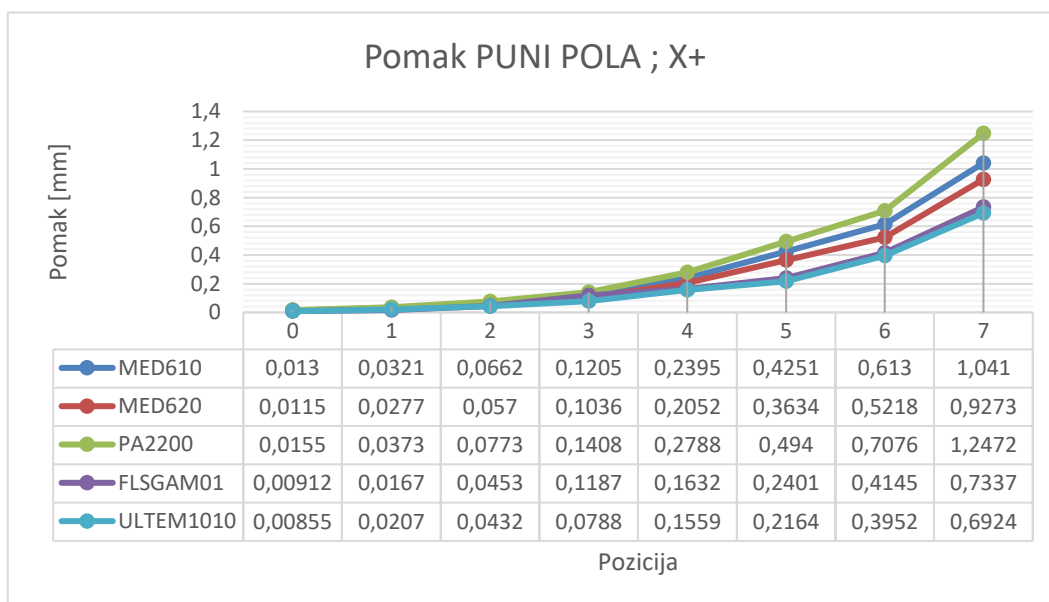 Pomak PUNI POLA ; X+
Pomak [mm]
1,4
1,2
1
0,8
0,6
0,4
0,2
0
0 1 2 3 4 5 6 7
MED610 0,013 0,0321 0,0662 0,1205 0,2395 0,4251 0,613 1,041
MED620 0,0115 0,0277 0,057 0,1036 0,2052 0,3634 0,5218 0,9273
PA2200 0,0155 0,0373 0,0773 0,1408 0,2788 0,494 0,7076 1,2472
FLSGAM01 0,00912 0,0167 0,0453 0,1187 0,1632 0,2401 0,4145 0,7337
ULTEM1010 0,00855 0,0207 0,0432 0,0788 0,1559 0,2164 0,3952 0,6924
Pozicija